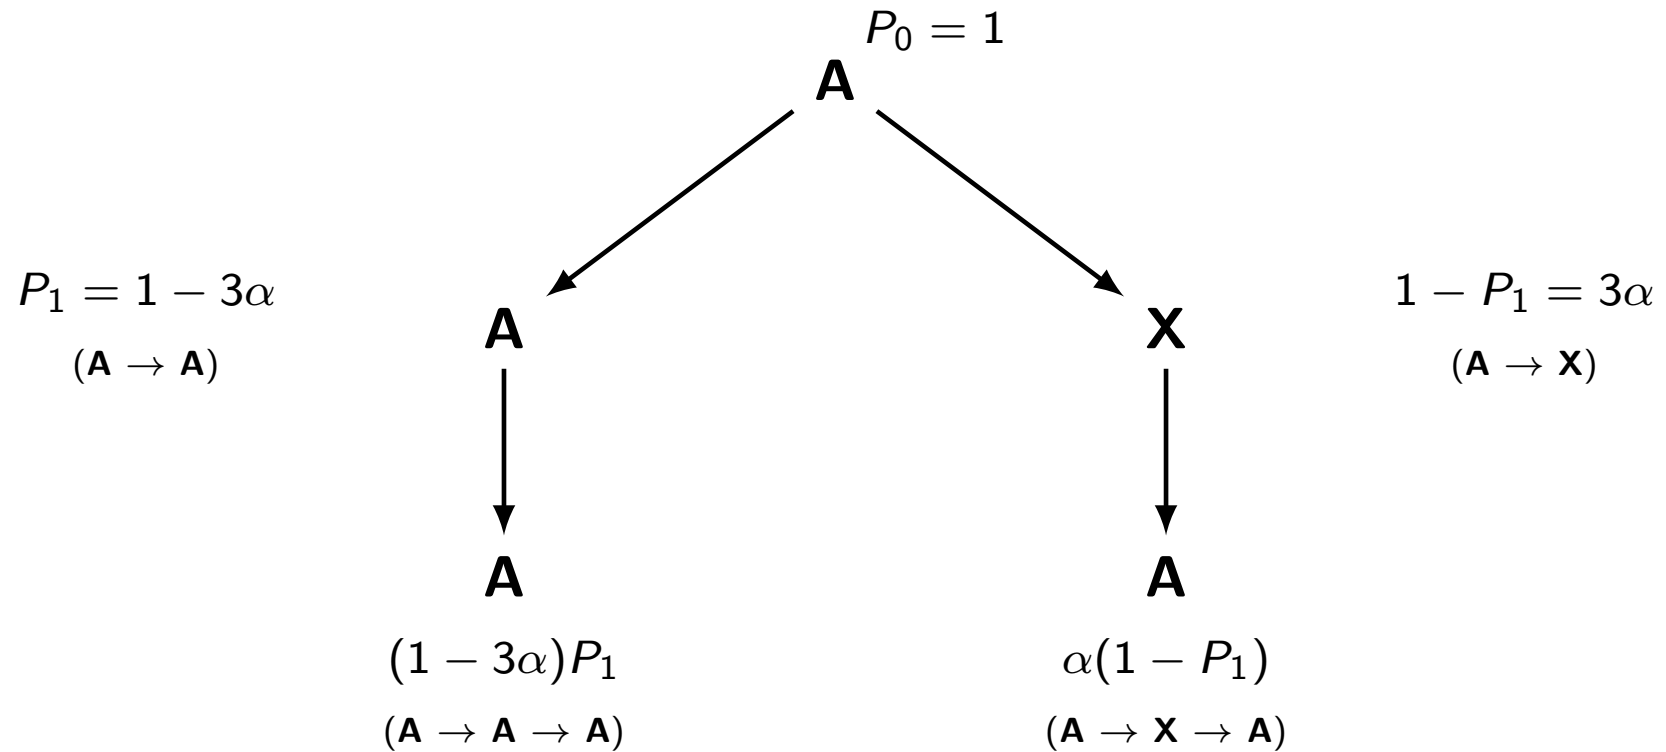 P₀ = 1
A
P₁ = 1 − 3α
(A → A)
A
X
1 − P₁ = 3α
(A → X)
A
A
(1 − 3α)P₁
α(1 − P₁)
(A → A → A)
(A → X → A)